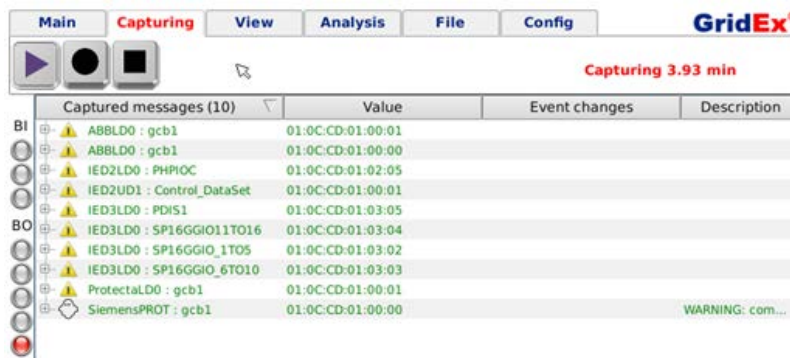 Main Capturing View Analysis File Config GridEx
Capturing 3.93 min
Captured messages (10) Value Event changes Description
BI
ABBLD0 : gcb1 01:0C:CD:01:00:01
ABBLD0 : gcb1 01:0C:CD:01:00:00
IED2LD0 : PHPIOC 01:0C:CD:01:02:05
IED2UD1 : Control_DataSet 01:0C:CD:01:00:01
IED3LD0 : PDIS1 01:0C:CD:01:03:05
BO
IED3LD0 : SP16GGIO11TO16 01:0C:CD:01:03:04
IED3LD0 : SP16GGIO_1TO5 01:0C:CD:01:03:02
IED3LD0 : SP16GGIO_6TO10 01:0C:CD:01:03:03
ProtectaLD0 : gcb1 01:0C:CD:01:00:01
SiemensPROT : gcb1 01:0C:CD:01:00:00 WARNING: com...